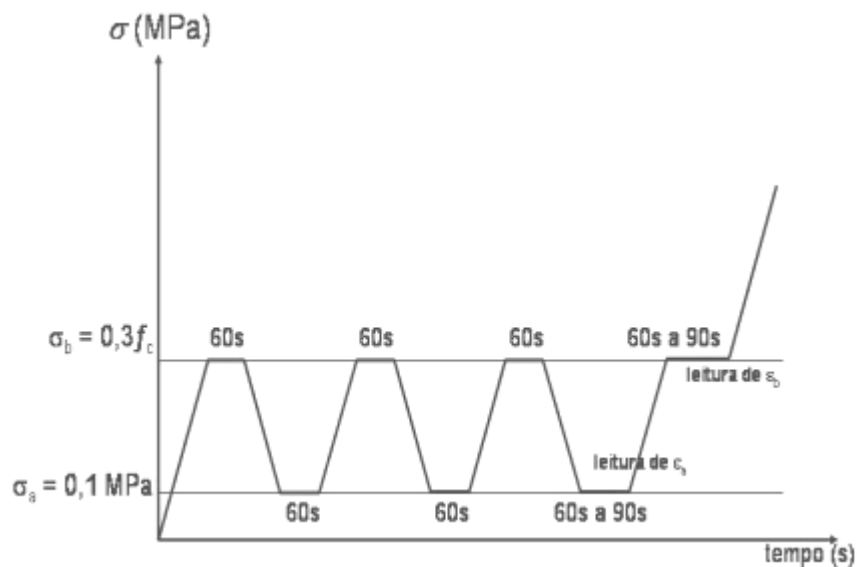 σ (MPa)
60s
60s
60s
60s a 90s
σb = 0,3fc
leitura de εb
leitura de εa
σa = 0,1 MPa
60s
60s
60s a 90s
tempo (s)